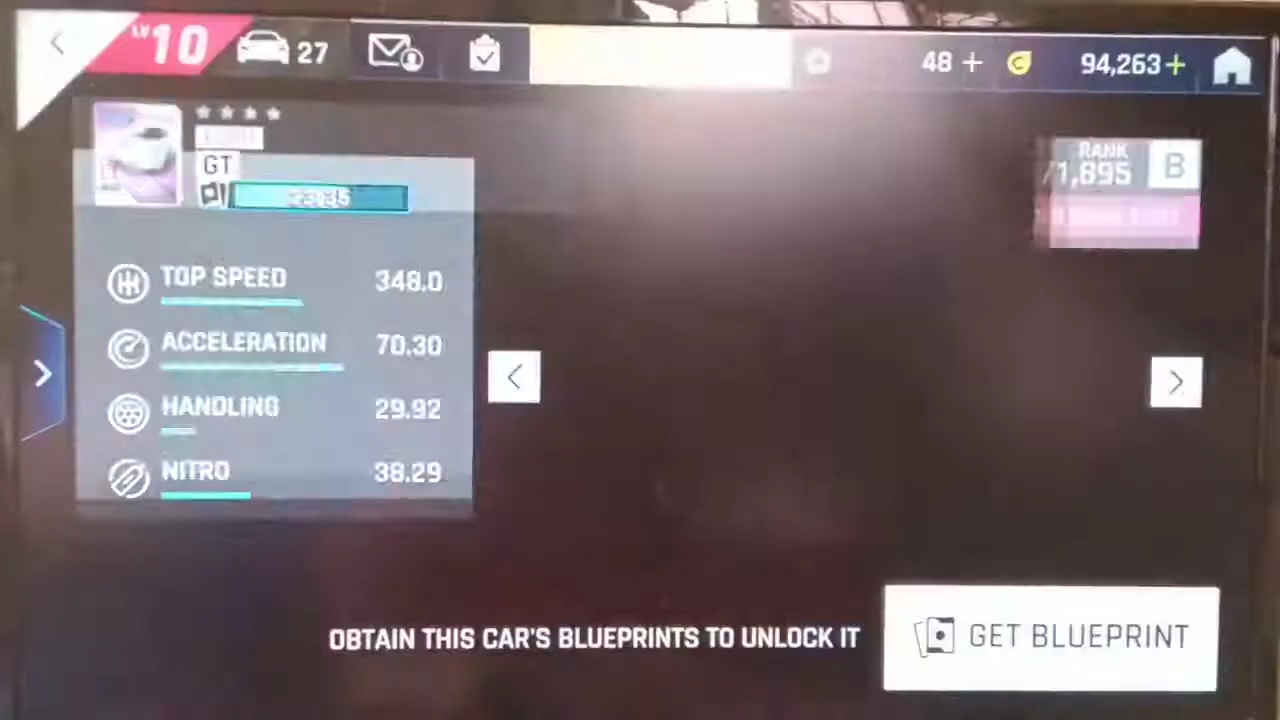 LV 10 27 48 + 94,263+
GT
RANK
1,895 B
TOP SPEED 348.0
ACCELERATION 70.30
HANDLING 29.92
NITRO 38.29
OBTAIN THIS CAR'S BLUEPRINTS TO UNLOCK IT
GET BLUEPRINT